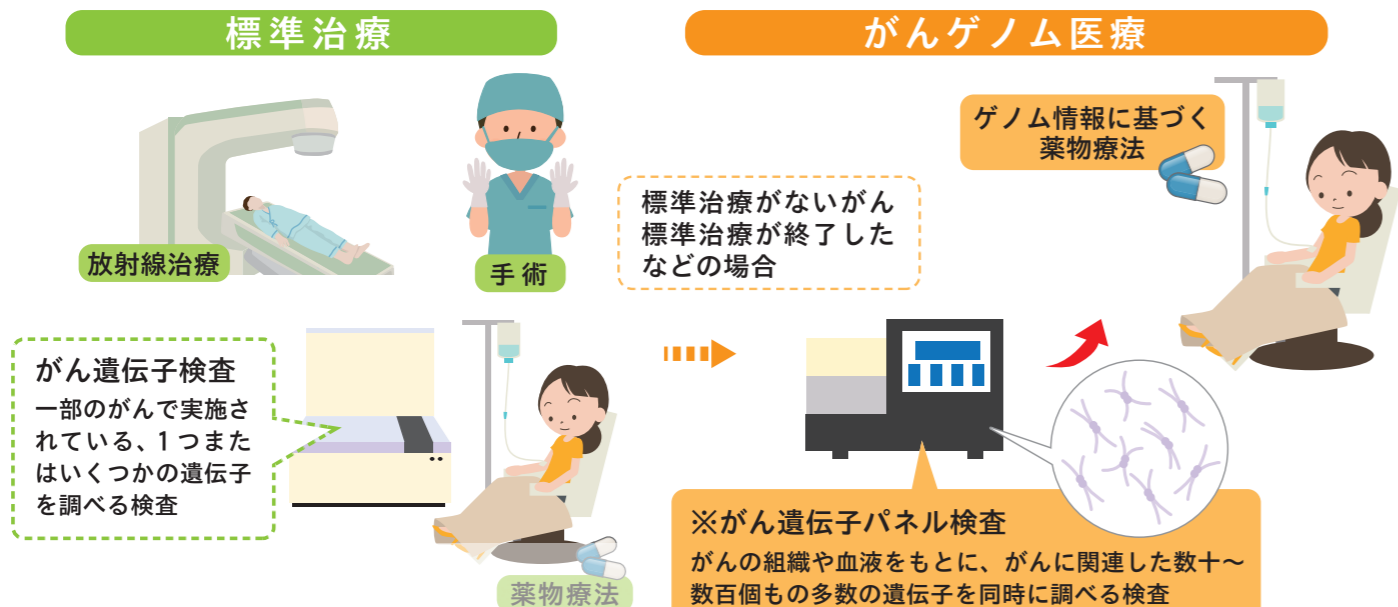 標準治療
放射線治療
手術
がん遺伝子検査
一部のがんで実施さ
れている、1つまた
はいくつかの遺伝子
を調べる検査
薬物療法
がんゲノム医療
標準治療がないがん
標準治療が終了した
などの場合
ゲノム情報に基づく
薬物療法
※がん遺伝子パネル検査
がんの組織や血液をもとに、がんに関連した数十〜
数百個もの多数の遺伝子を同時に調べる検査